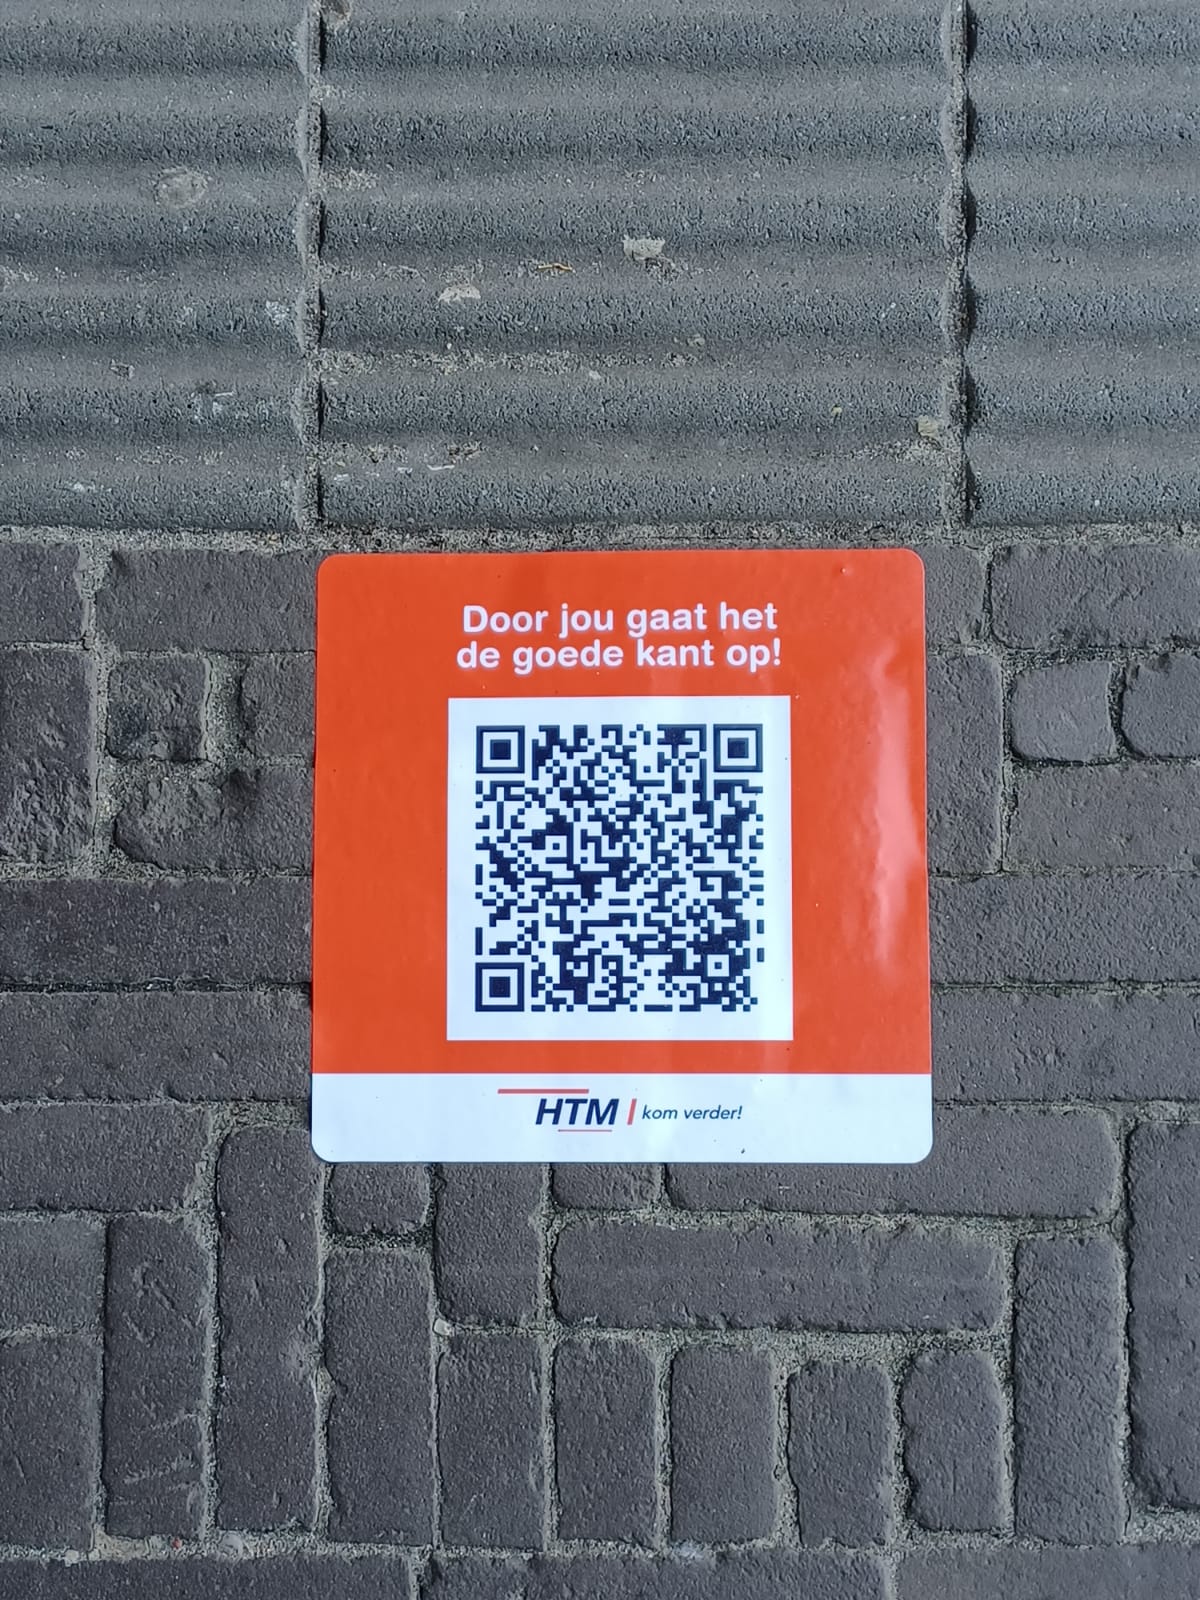 Door jou gaat het
de goede kant op!
HTM | kom verder!